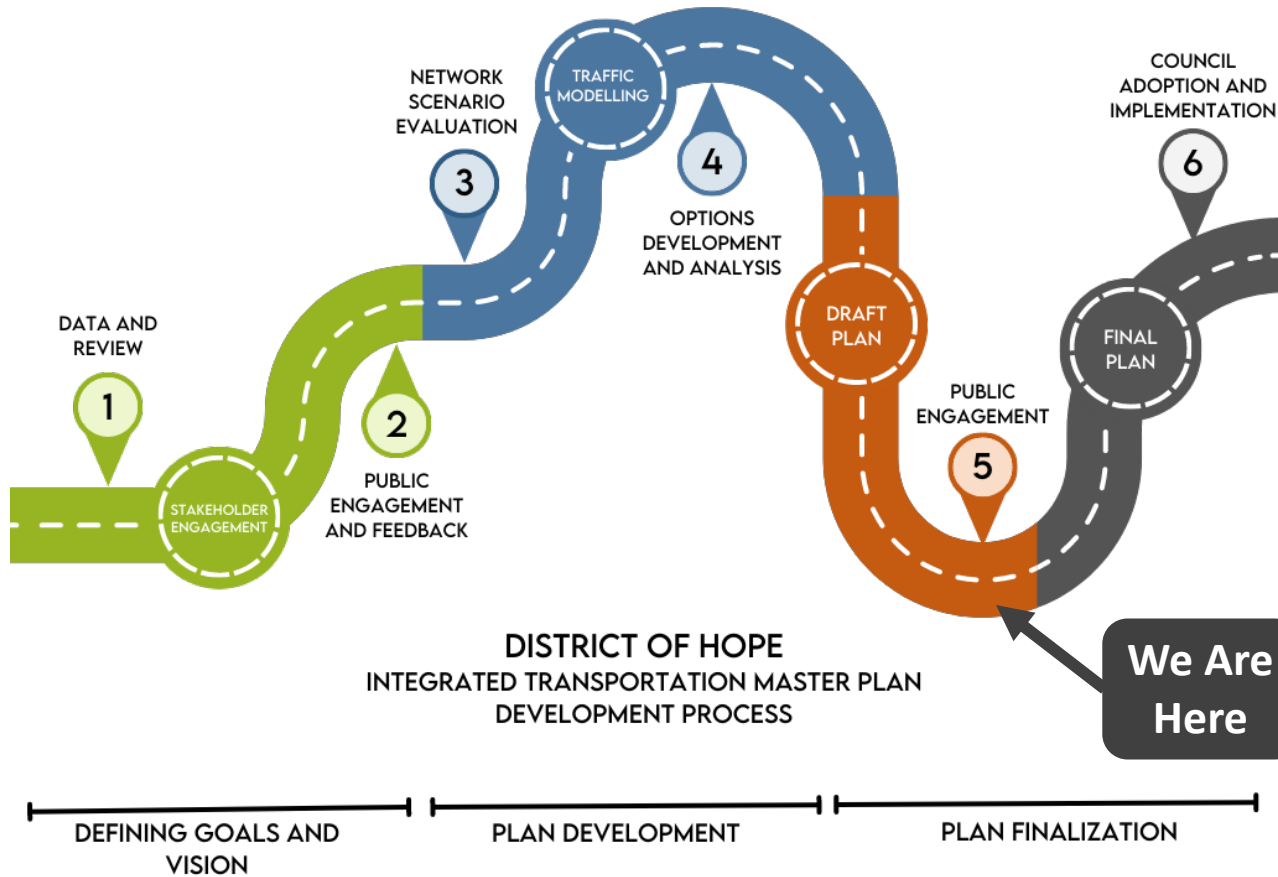 DATA AND
REVIEW
1
STAKEHOLDER
ENGAGEMENT
2
PUBLIC
ENGAGEMENT
AND FEEDBACK
NETWORK
SCENARIO
EVALUATION
3
TRAFFIC
MODELLING
4
OPTIONS
DEVELOPMENT
AND ANALYSIS
DRAFT
PLAN
PUBLIC
ENGAGEMENT
5
FINAL
PLAN
COUNCIL
ADOPTION AND
IMPLEMENTATION
6
We Are
Here
DISTRICT OF HOPE
INTEGRATED TRANSPORTATION MASTER PLAN
DEVELOPMENT PROCESS
DEFINING GOALS AND
VISION
PLAN DEVELOPMENT
PLAN FINALIZATION